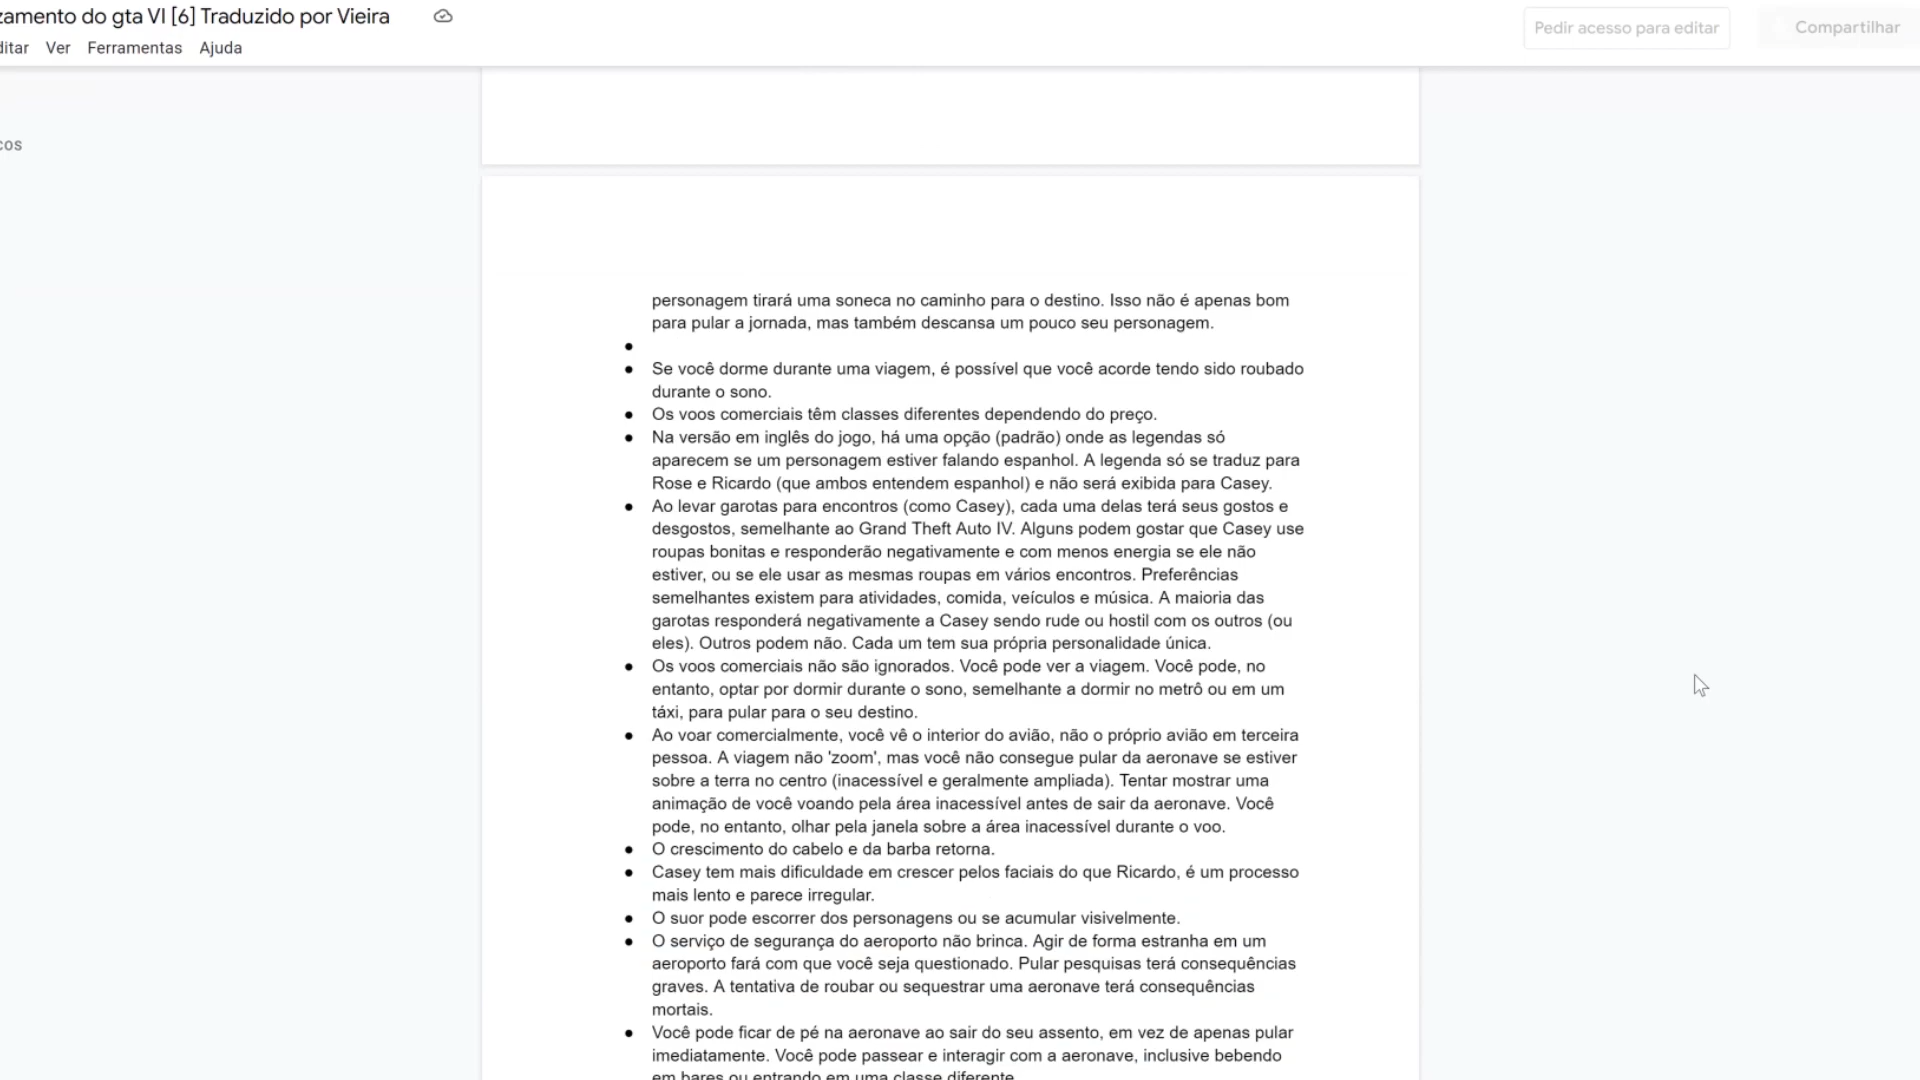 zamento do gta VI [6] Traduzido por Vieira
ditar Ver Ferramentas Ajuda
Pedir acesso para editar
Compartilhar
cos
personagem tirará uma soneca no caminho para o destino. Isso não é apenas bom
para pular a jornada, mas também descansa um pouco seu personagem.
●
● Se você dorme durante uma viagem, é possível que você acorde tendo sido roubado
durante o sono.
● Os voos comerciais têm classes diferentes dependendo do preço.
● Na versão em inglês do jogo, há uma opção (padrão) onde as legendas só
aparecem se um personagem estiver falando espanhol. A legenda só se traduz para
Rose e Ricardo (que ambos entendem espanhol) e não será exibida para Casey.
● Ao levar garotas para encontros (como Casey), cada uma delas terá seus gostos e
desgostos, semelhante ao Grand Theft Auto IV. Alguns podem gostar que Casey use
roupas bonitas e responderão negativamente e com menos energia se ele não
estiver, ou se ele usar as mesmas roupas em vários encontros. Preferências
semelhantes existem para atividades, comida, veículos e música. A maioria das
garotas responderá negativamente a Casey sendo rude ou hostil com os outros (ou
eles). Outros podem não. Cada um tem sua própria personalidade única.
● Os voos comerciais não são ignorados. Você pode ver a viagem. Você pode, no
entanto, optar por dormir durante o sono, semelhante a dormir no metrô ou em um
táxi, para pular para o seu destino.
● Ao voar comercialmente, você vê o interior do avião, não o próprio avião em terceira
pessoa. A viagem não 'zoom', mas você não consegue pular da aeronave se estiver
sobre a terra no centro (inacessível e geralmente ampliada). Tentar mostrar uma
animação de você voando pela área inacessível antes de sair da aeronave. Você
pode, no entanto, olhar pela janela sobre a área inacessível durante o voo.
● O crescimento do cabelo e da barba retorna.
● Casey tem mais dificuldade em crescer pelos faciais do que Ricardo, é um processo
mais lento e parece irregular.
● O suor pode escorrer dos personagens ou se acumular visivelmente.
● O serviço de segurança do aeroporto não brinca. Agir de forma estranha em um
aeroporto fará com que você seja questionado. Pular pesquisas terá consequências
graves. A tentativa de roubar ou sequestrar uma aeronave terá consequências
mortais.
● Você pode ficar de pé na aeronave ao sair do seu assento, em vez de apenas pular
imediatamente. Você pode passear e interagir com a aeronave, inclusive bebendo
em bares ou entrando em uma classe diferente.